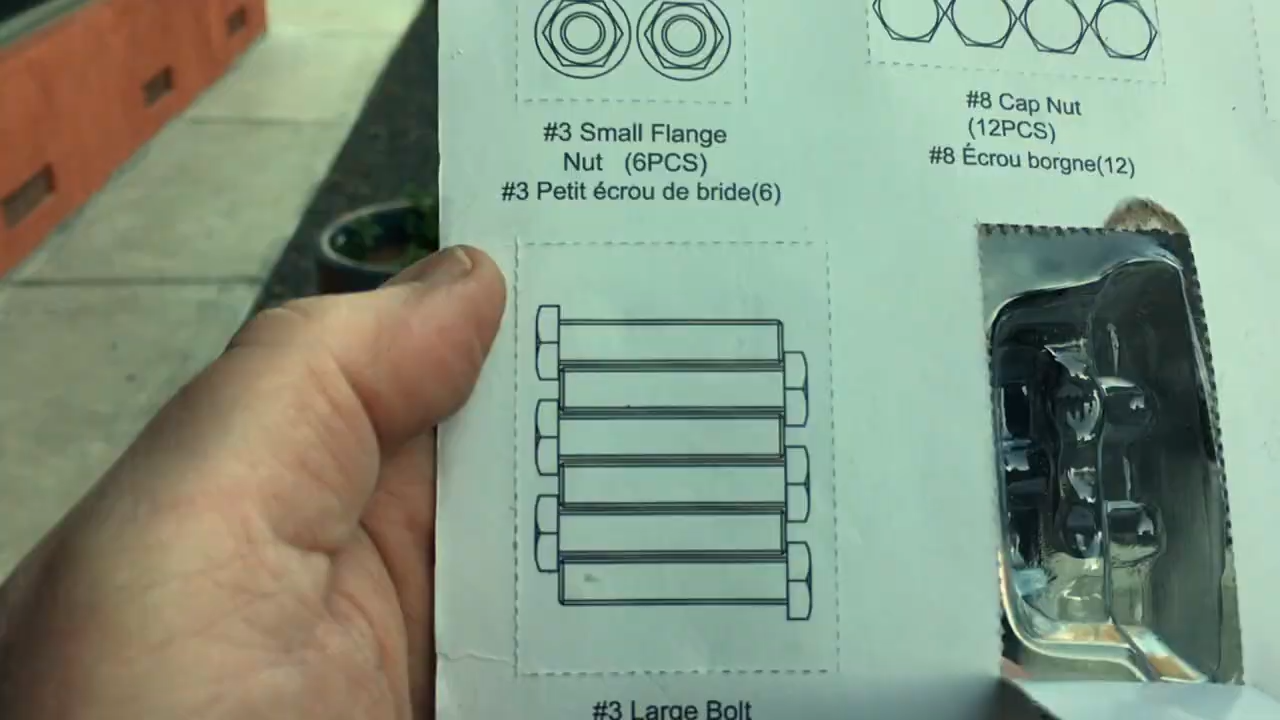 #3 Small Flange
Nut (6PCS)
#3 Petit écrou de bride(6)
#8 Cap Nut
(12PCS)
#8 Écrou borgne(12)
#3 Large Bolt